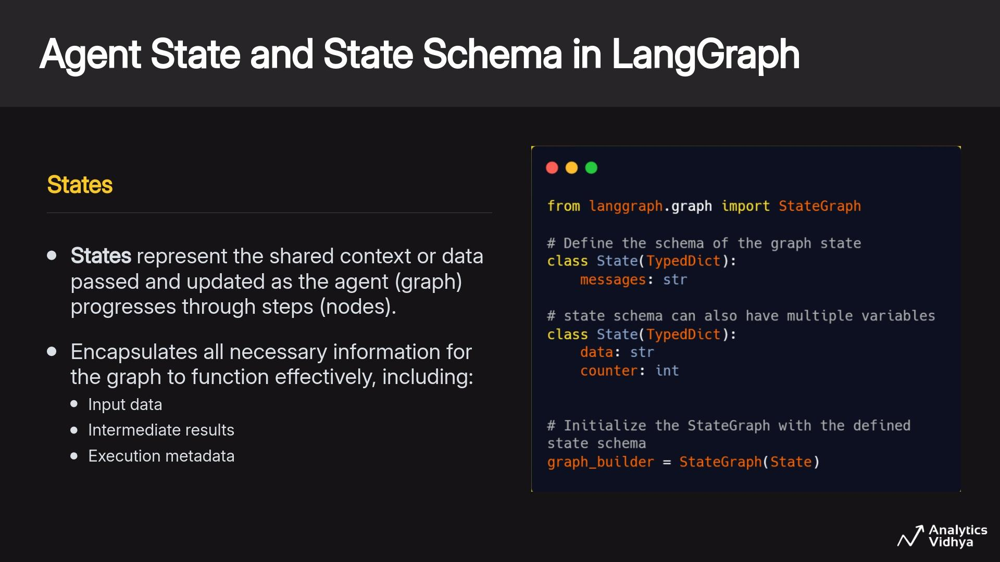 Agent State and State Schema in LangGraph
States
States represent the shared context or data
passed and updated as the agent (graph)
progresses through steps (nodes).
Encapsulates all necessary information for
the graph to function effectively, including:
Input data
Intermediate results
Execution metadata
from langgraph.graph import StateGraph
# Define the schema of the graph state
class State(TypedDict):
    messages: str
# state schema can also have multiple variables
class State(TypedDict):
    data: str
    counter: int
# Initialize the StateGraph with the defined
state schema
graph_builder = StateGraph(State)
Analytics
Vidhya